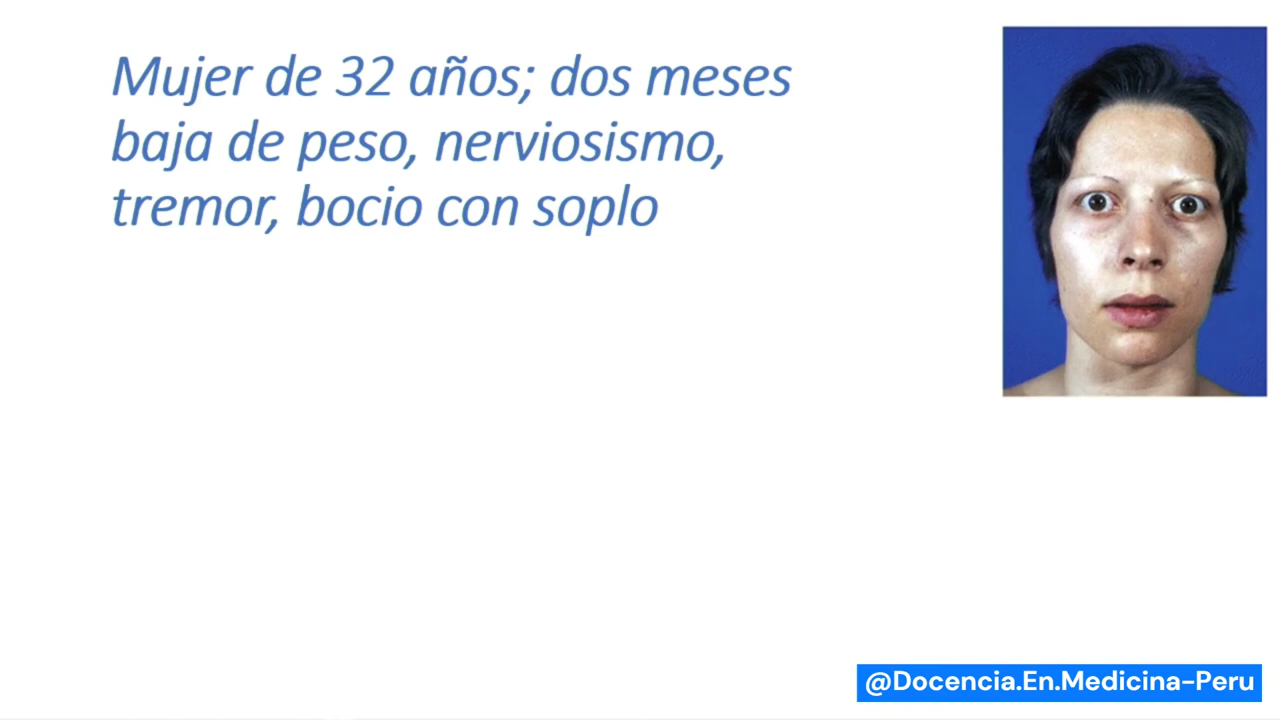 Mujer de 32 años; dos meses
baja de peso, nerviosismo,
tremor, bocio con soplo
@Docencia.En.Medicina-Peru